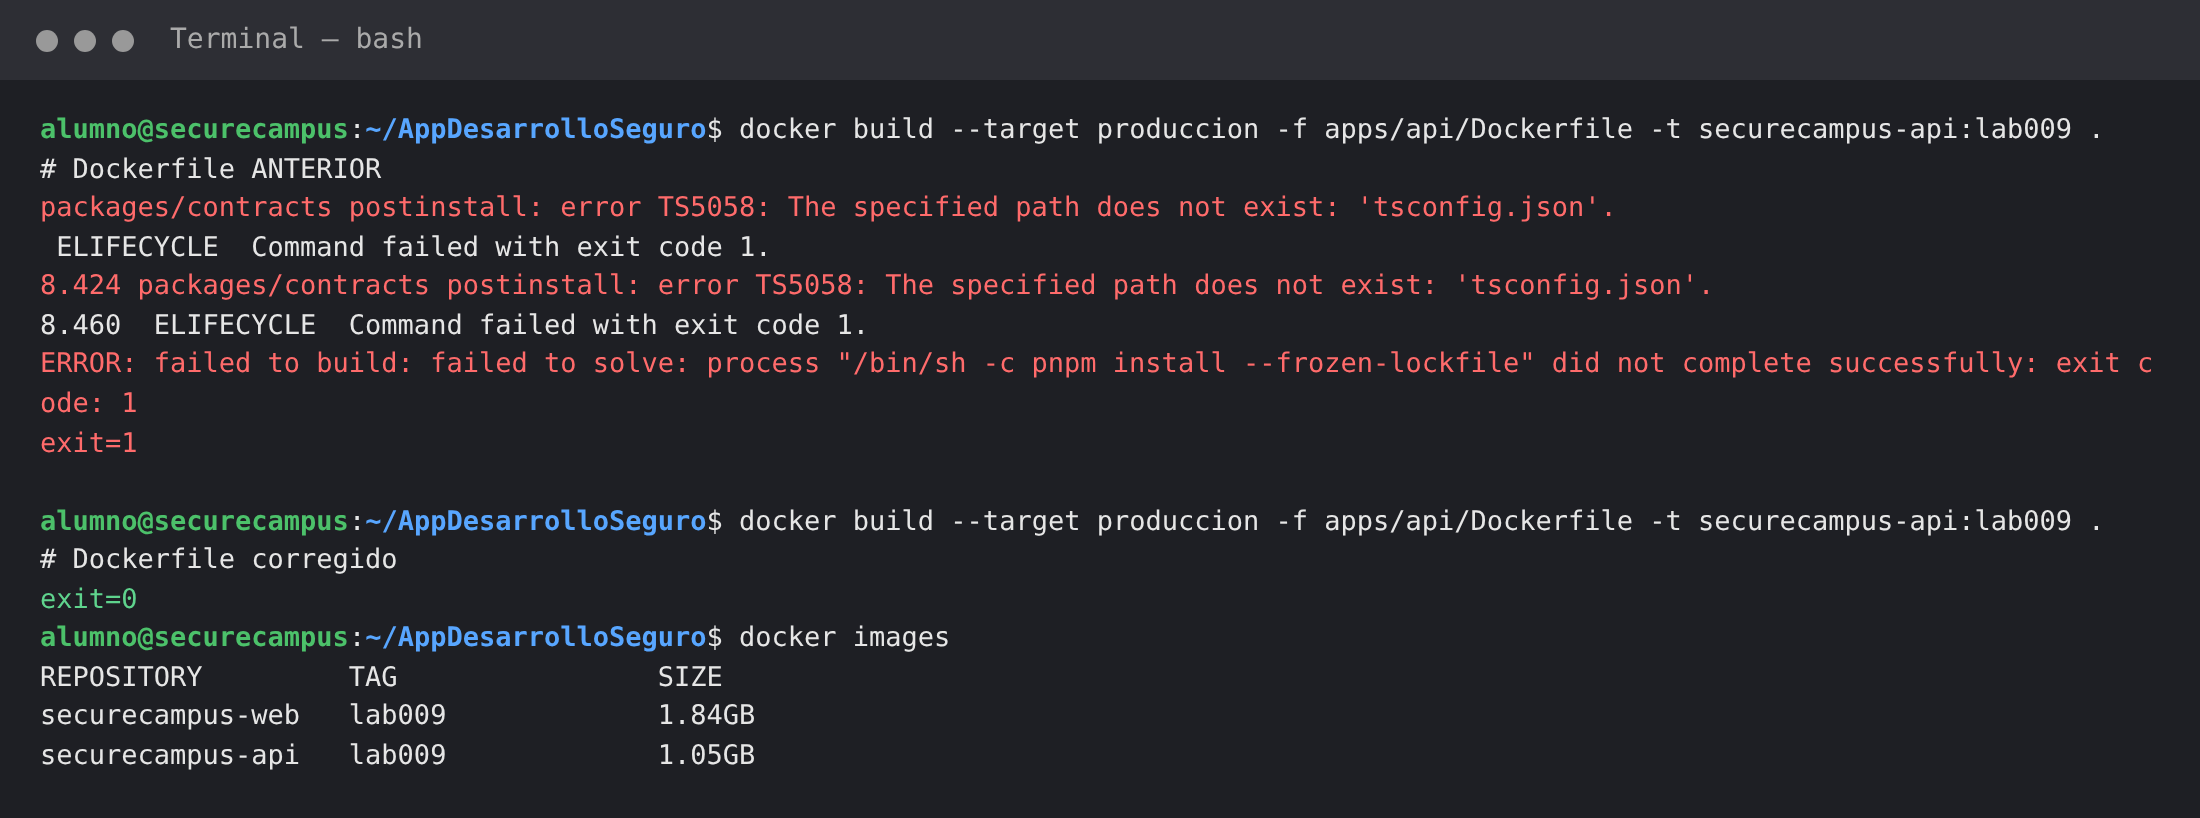 Terminal — bash
alumno@securecampus:~/AppDesarrolloSeguro$ docker build --target produccion -f apps/api/Dockerfile -t securecampus-api:lab009 .
# Dockerfile ANTERIOR
packages/contracts postinstall: error TS5058: The specified path does not exist: 'tsconfig.json'.
 ELIFECYCLE  Command failed with exit code 1.
8.424 packages/contracts postinstall: error TS5058: The specified path does not exist: 'tsconfig.json'.
8.460  ELIFECYCLE  Command failed with exit code 1.
ERROR: failed to build: failed to solve: process "/bin/sh -c pnpm install --frozen-lockfile" did not complete successfully: exit c
ode: 1
exit=1
alumno@securecampus:~/AppDesarrolloSeguro$ docker build --target produccion -f apps/api/Dockerfile -t securecampus-api:lab009 .
# Dockerfile corregido
exit=0
alumno@securecampus:~/AppDesarrolloSeguro$ docker images
REPOSITORY         TAG                SIZE
securecampus-web   lab009             1.84GB
securecampus-api   lab009             1.05GB